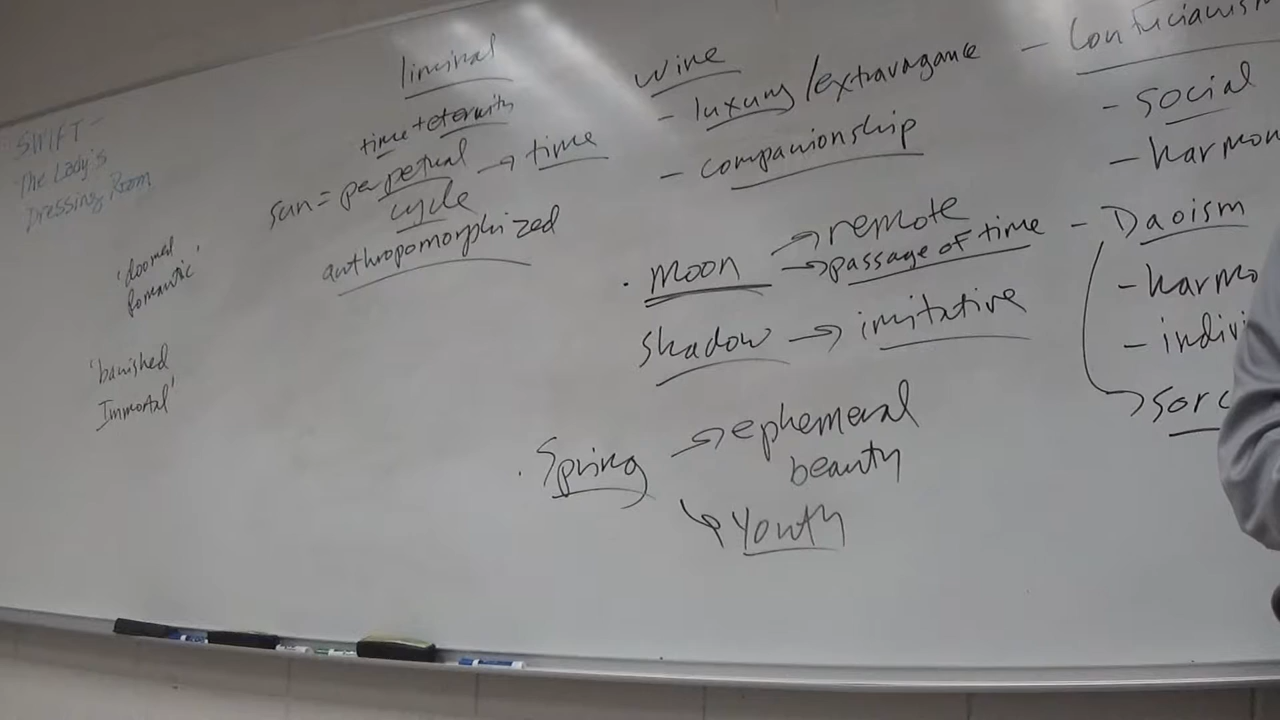 SWIFT -
The Lady's
Dressing Room
'doomed
Romantic'
'banished
Immortal'
liminal
time + eternity
sun = perpetual → time
cycle
anthropomorphized
wine
- luxury/extravagance
- companionship
· moon → remote
→ passage of time
shadow → imitative
· Spring → ephemeral
beauty
↳ Youth
- Confucianism
- social
- harmon
- Daoism
- harmo
- indivi
→ sorc